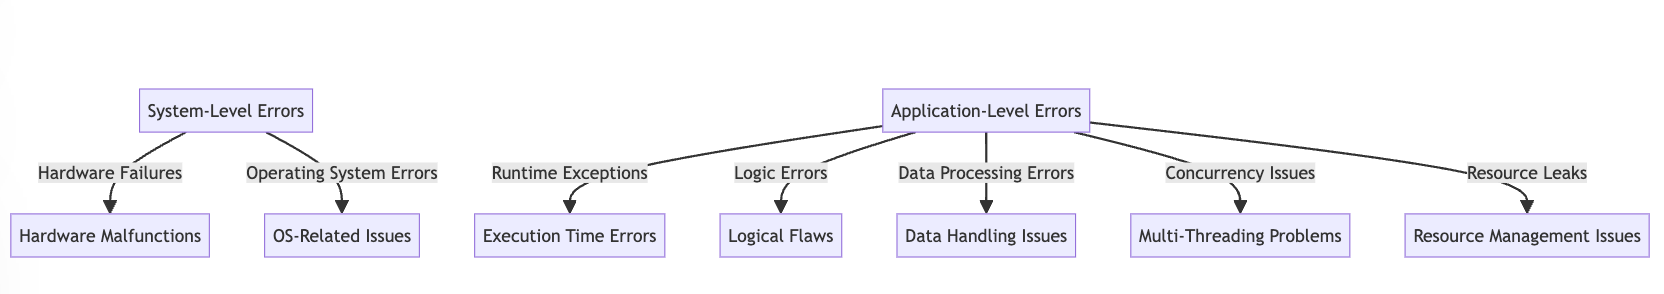 System-Level Errors
Application-Level Errors
Hardware Failures
Operating System Errors
Runtime Exceptions
Logic Errors
Data Processing Errors
Concurrency Issues
Resource Leaks
Hardware Malfunctions
OS-Related Issues
Execution Time Errors
Logical Flaws
Data Handling Issues
Multi-Threading Problems
Resource Management Issues